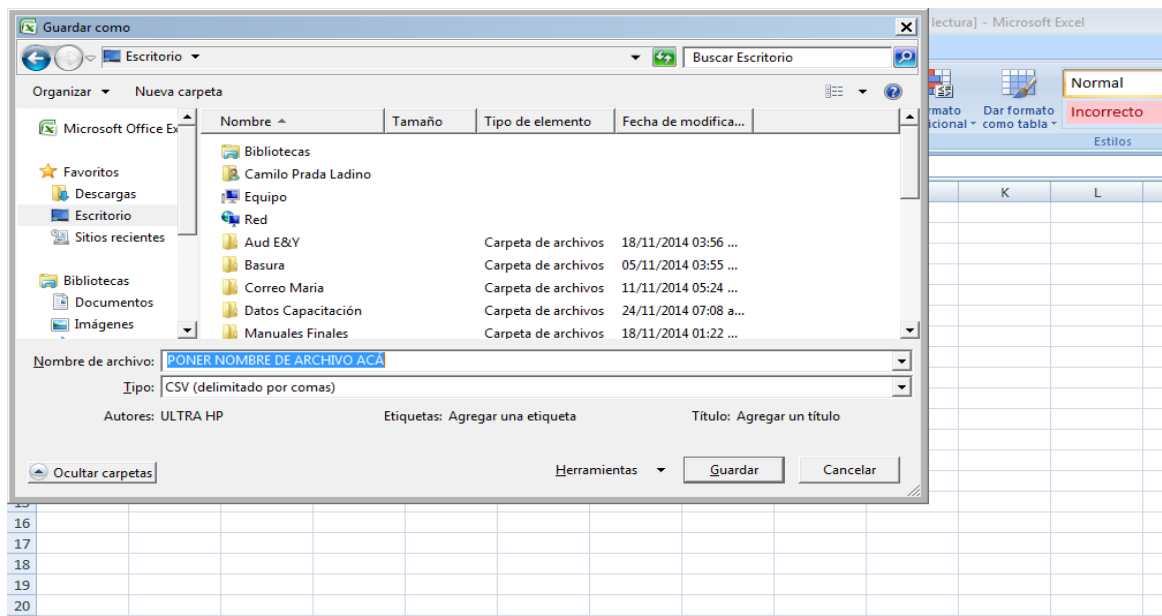 Guardar como
lectura] - Microsoft Excel
Escritorio
Buscar Escritorio
Organizar
Nueva carpeta
Microsoft Office Ex
Favoritos
Descargas
Escritorio
Sitios recientes
Bibliotecas
Documentos
Imágenes
Nombre Tamaño Tipo de elemento Fecha de modifica...
Bibliotecas
Camilo Prada Ladino
Equipo
Red
Aud E&Y Carpeta de archivos 18/11/2014 03:56 ...
Basura Carpeta de archivos 05/11/2014 03:55 ...
Correo Maria Carpeta de archivos 11/11/2014 05:24 ...
Datos Capacitación Carpeta de archivos 24/11/2014 07:08 a...
Manuales Finales Carpeta de archivos 18/11/2014 01:22 ...
Nombre de archivo: PONER NOMBRE DE ARCHIVO ACÁ
Tipo: CSV (delimitado por comas)
Autores: ULTRA HP Etiquetas: Agregar una etiqueta Título: Agregar un título
Ocultar carpetas
Herramientas
Guardar
Cancelar
rmato
icional
Dar formato
como tabla
Normal
Incorrecto
Estilos
K L
15
16
17
18
19
20